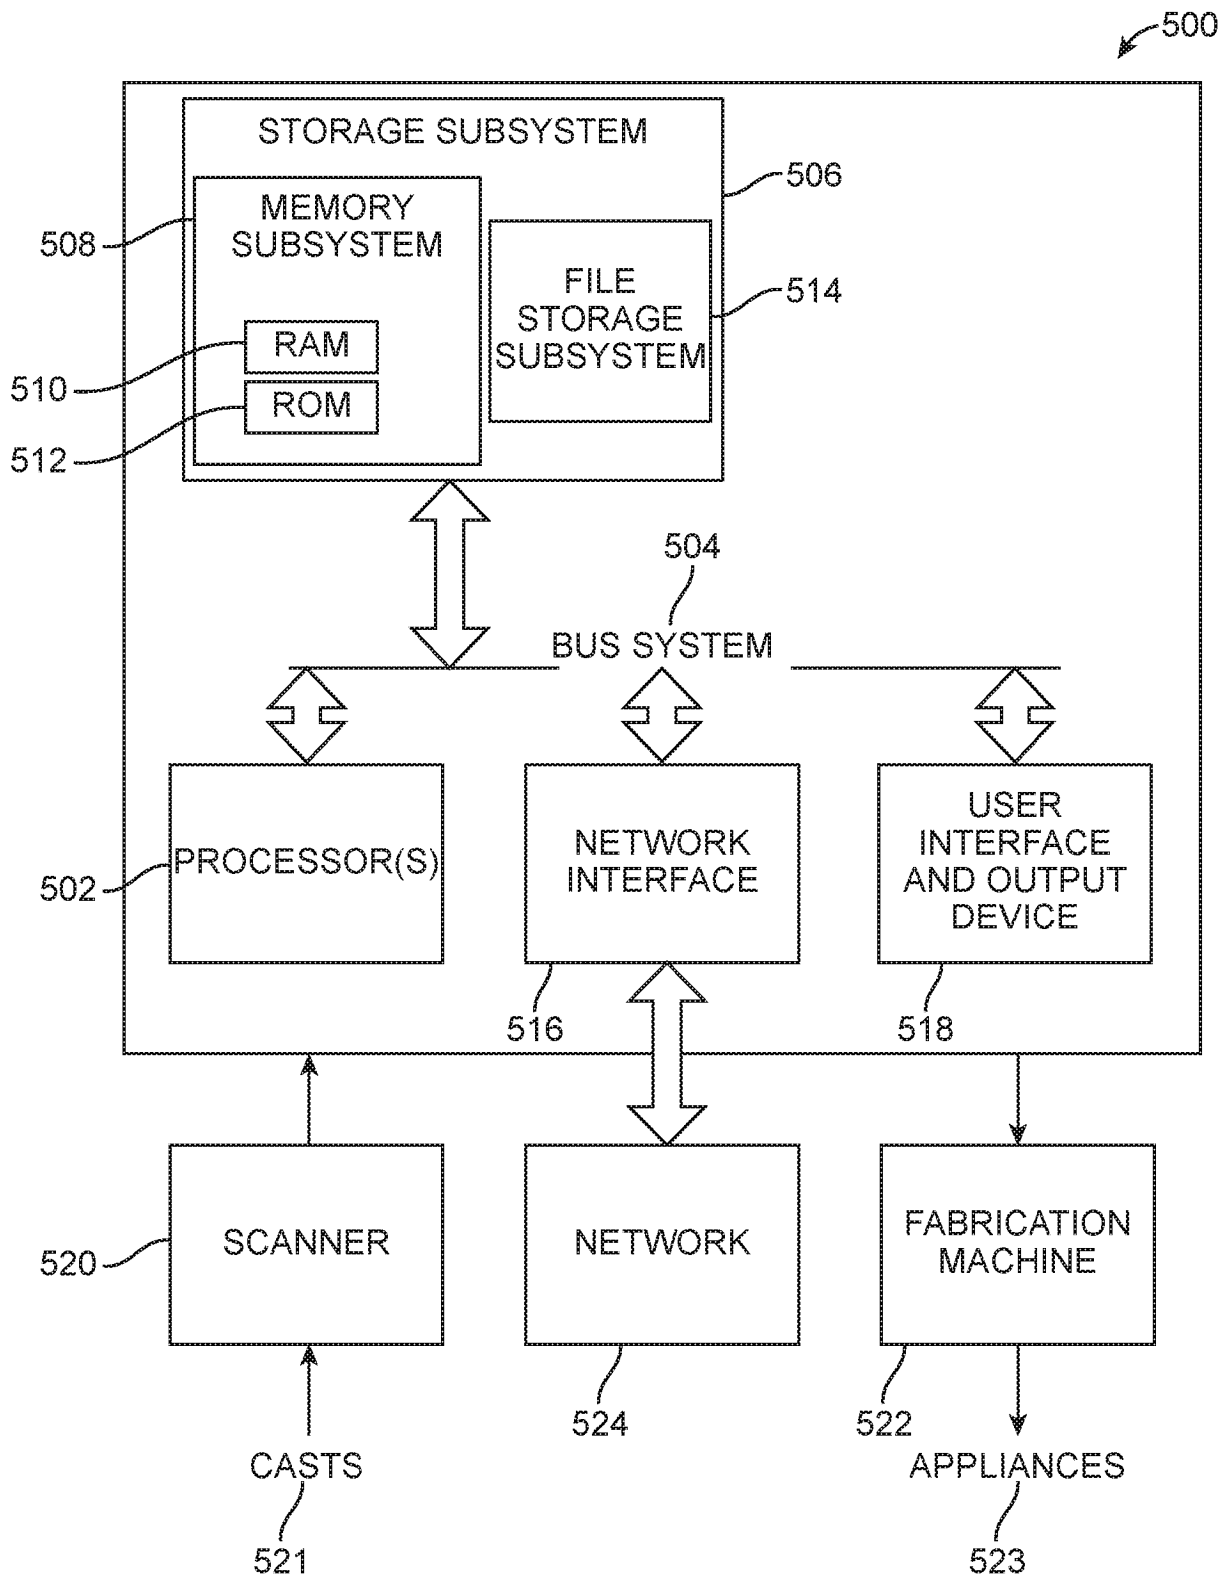 500
STORAGE SUBSYSTEM
506
MEMORY
SUBSYSTEM
508
FILE
STORAGE
SUBSYSTEM
514
RAM
510
ROM
512
504
BUS SYSTEM
PROCESSOR(S)
502
NETWORK
INTERFACE
516
USER
INTERFACE
AND OUTPUT
DEVICE
518
SCANNER
520
NETWORK
524
FABRICATION
MACHINE
522
CASTS
521
APPLIANCES
523